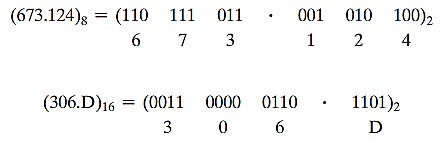 (673.124)₈ = (110 111 011 · 001 010 100)₂
6 7 3 1 2 4
(306.D)₁₆ = (0011 0000 0110 · 1101)₂
3 0 6 D